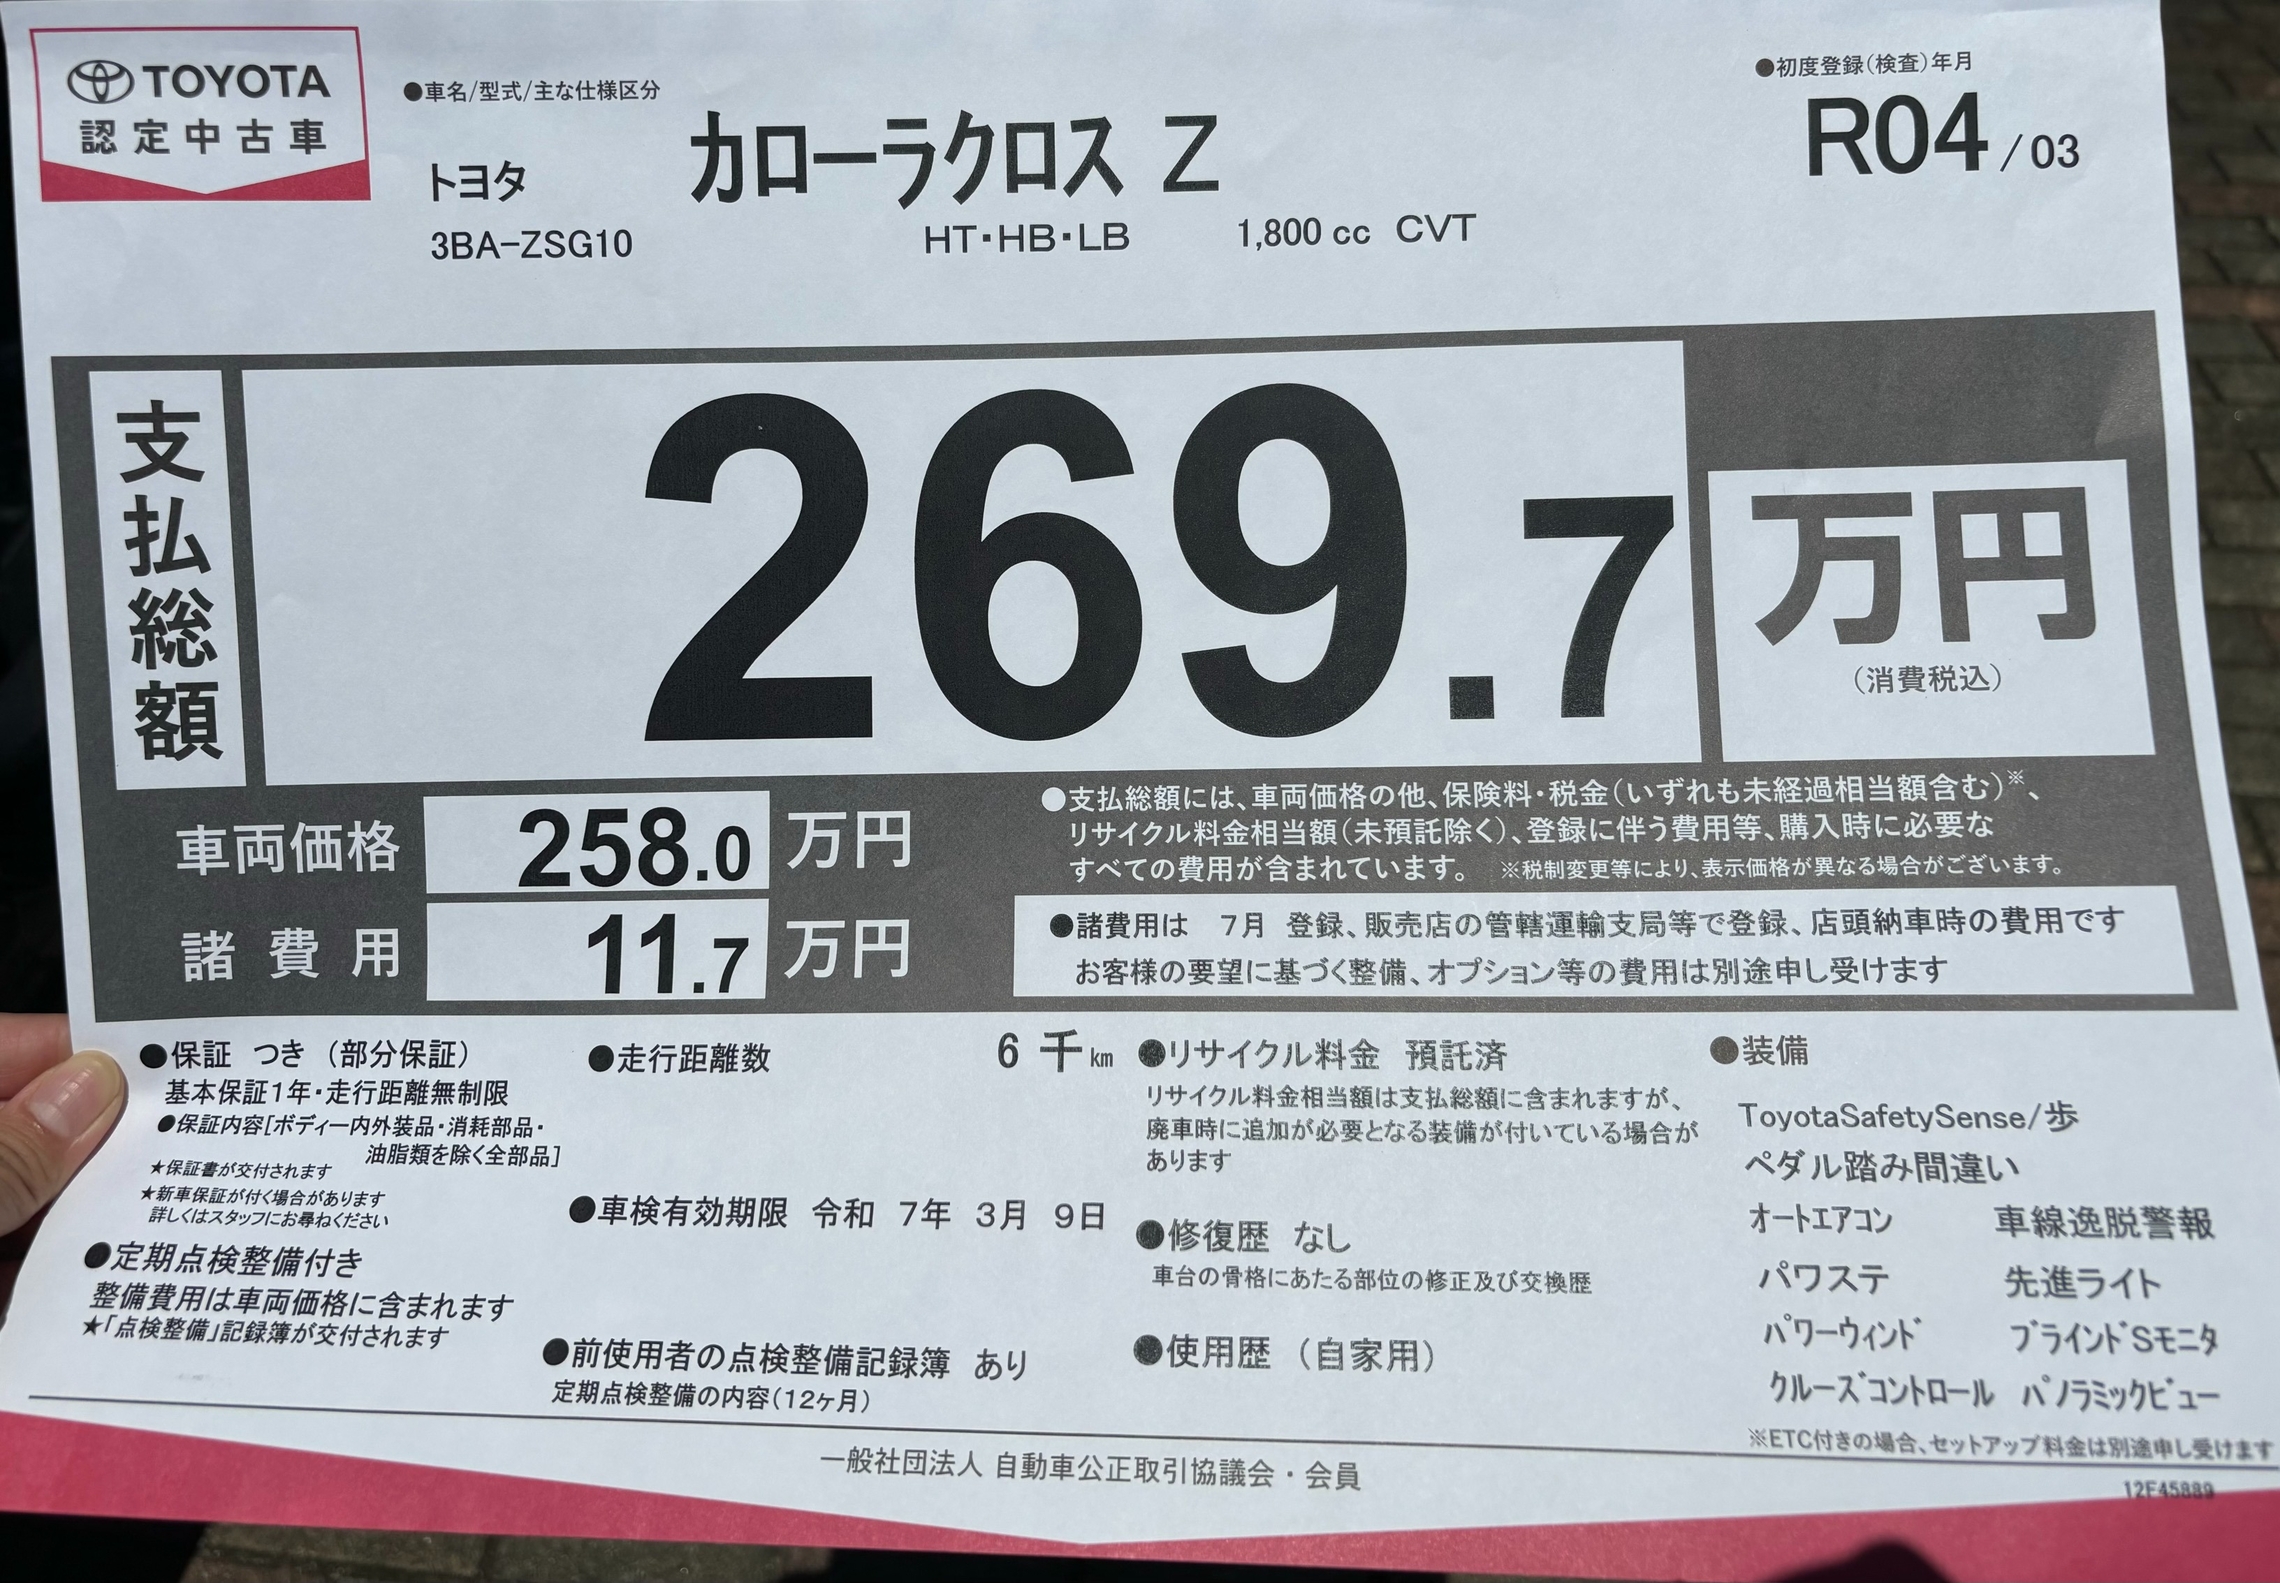 TOYOTA
認定中古車
●車名/型式/主な仕様区分
トヨタ
カローラクロス Z
3BA-ZSG10
HT・HB・LB
1,800 cc CVT
●初度登録(検査)年月
R04/03
支払総額
269.7
万円
(消費税込)
車両価格 258.0 万円
諸費用 11.7 万円
●支払総額には、車両価格の他、保険料・税金(いずれも未経過相当額含む)※、
リサイクル料金相当額(未預託除く)、登録に伴う費用等、購入時に必要な
すべての費用が含まれています。 ※税制変更等により、表示価格が異なる場合がございます。
●諸費用は 7月 登録、販売店の管轄運輸支局等で登録、店頭納車時の費用です
お客様の要望に基づく整備、オプション等の費用は別途申し受けます
●保証 つき (部分保証)
基本保証1年・走行距離無制限
●保証内容[ボディー内外装品・消耗部品・
油脂類を除く全部品]
★保証書が交付されます
★新車保証が付く場合があります
詳しくはスタッフにお尋ねください
●定期点検整備付き
整備費用は車両価格に含まれます
★「点検整備」記録簿が交付されます
●走行距離数 6 千km
●車検有効期限 令和 7年 3月 9日
●前使用者の点検整備記録簿 あり
定期点検整備の内容(12ヶ月)
●リサイクル料金 預託済
リサイクル料金相当額は支払総額に含まれますが、
廃車時に追加が必要となる装備が付いている場合が
あります
●修復歴 なし
車台の骨格にあたる部位の修正及び交換歴
●使用歴 (自家用)
●装備
ToyotaSafetySense/歩
ペダル踏み間違い
オートエアコン 車線逸脱警報
パワステ 先進ライト
パワーウィンド ブラインドSモニタ
クルーズコントロール パノラミックビュー
※ETC付きの場合、セットアップ料金は別途申し受けます
一般社団法人 自動車公正取引協議会・会員
12F45889